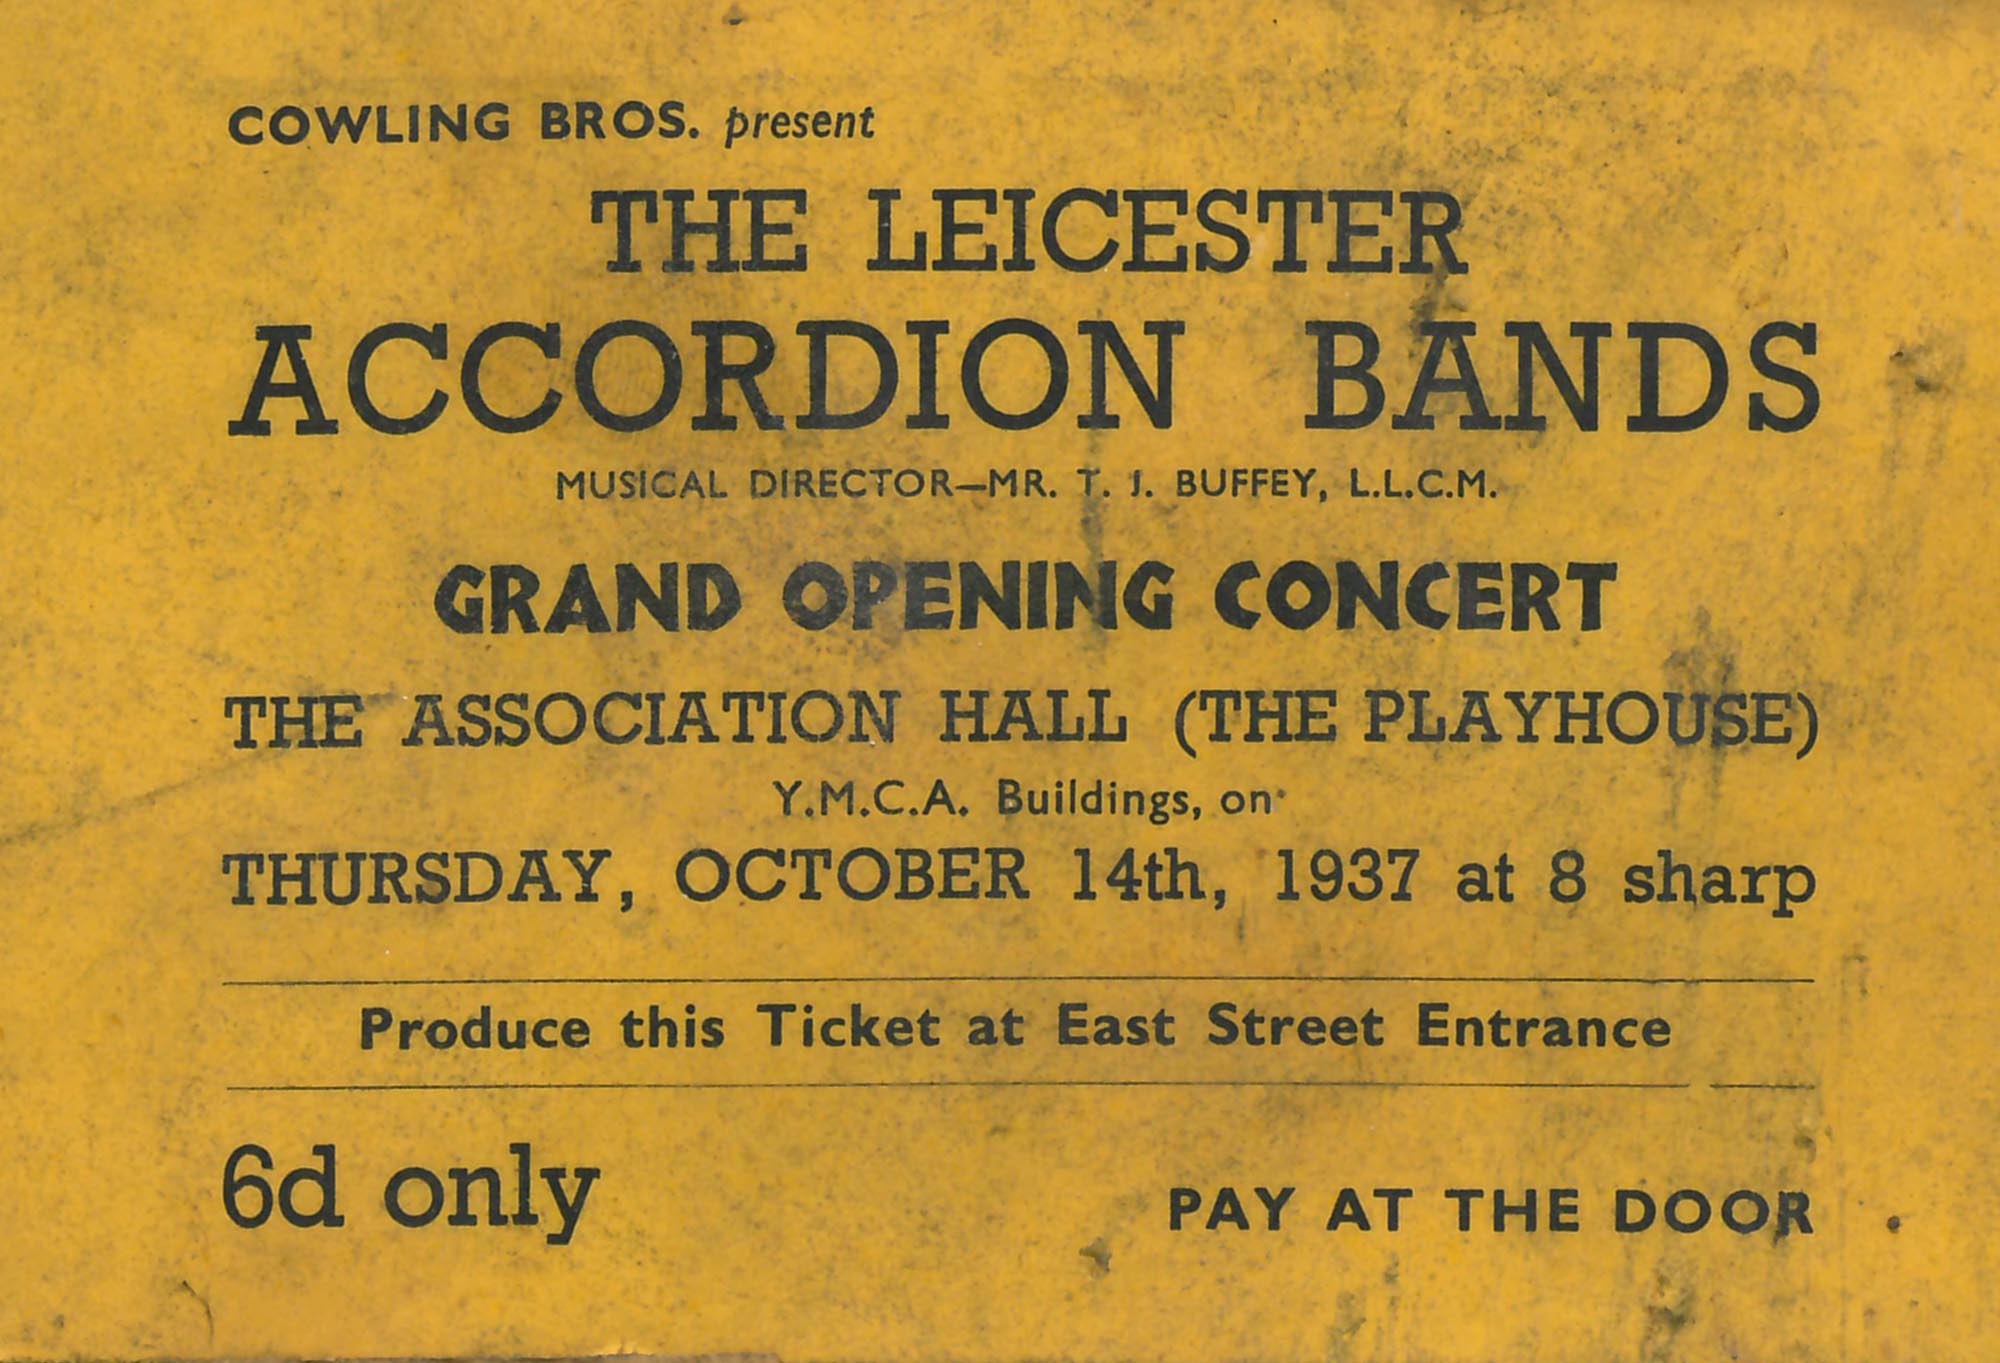 COWLING BROS. present
THE LEICESTER
ACCORDION BANDS
MUSICAL DIRECTOR—MR. T. J. BUFFEY, L.L.C.M.
GRAND OPENING CONCERT
THE ASSOCIATION HALL (THE PLAYHOUSE)
Y.M.C.A. Buildings, on
THURSDAY, OCTOBER 14th, 1937 at 8 sharp
Produce this Ticket at East Street Entrance
6d only PAY AT THE DOOR